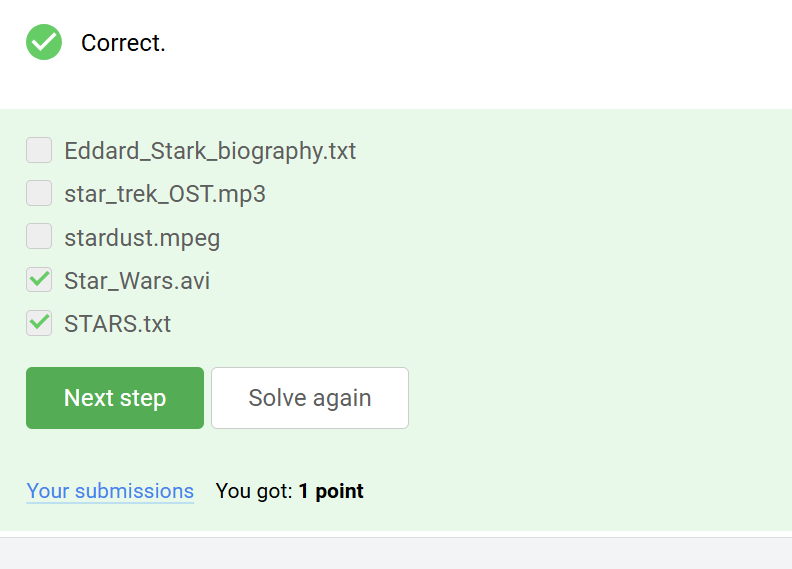 Correct.
Eddard_Stark_biography.txt
star_trek_OST.mp3
stardust.mpeg
Star_Wars.avi
STARS.txt
Next step Solve again
Your submissions You got: 1 point